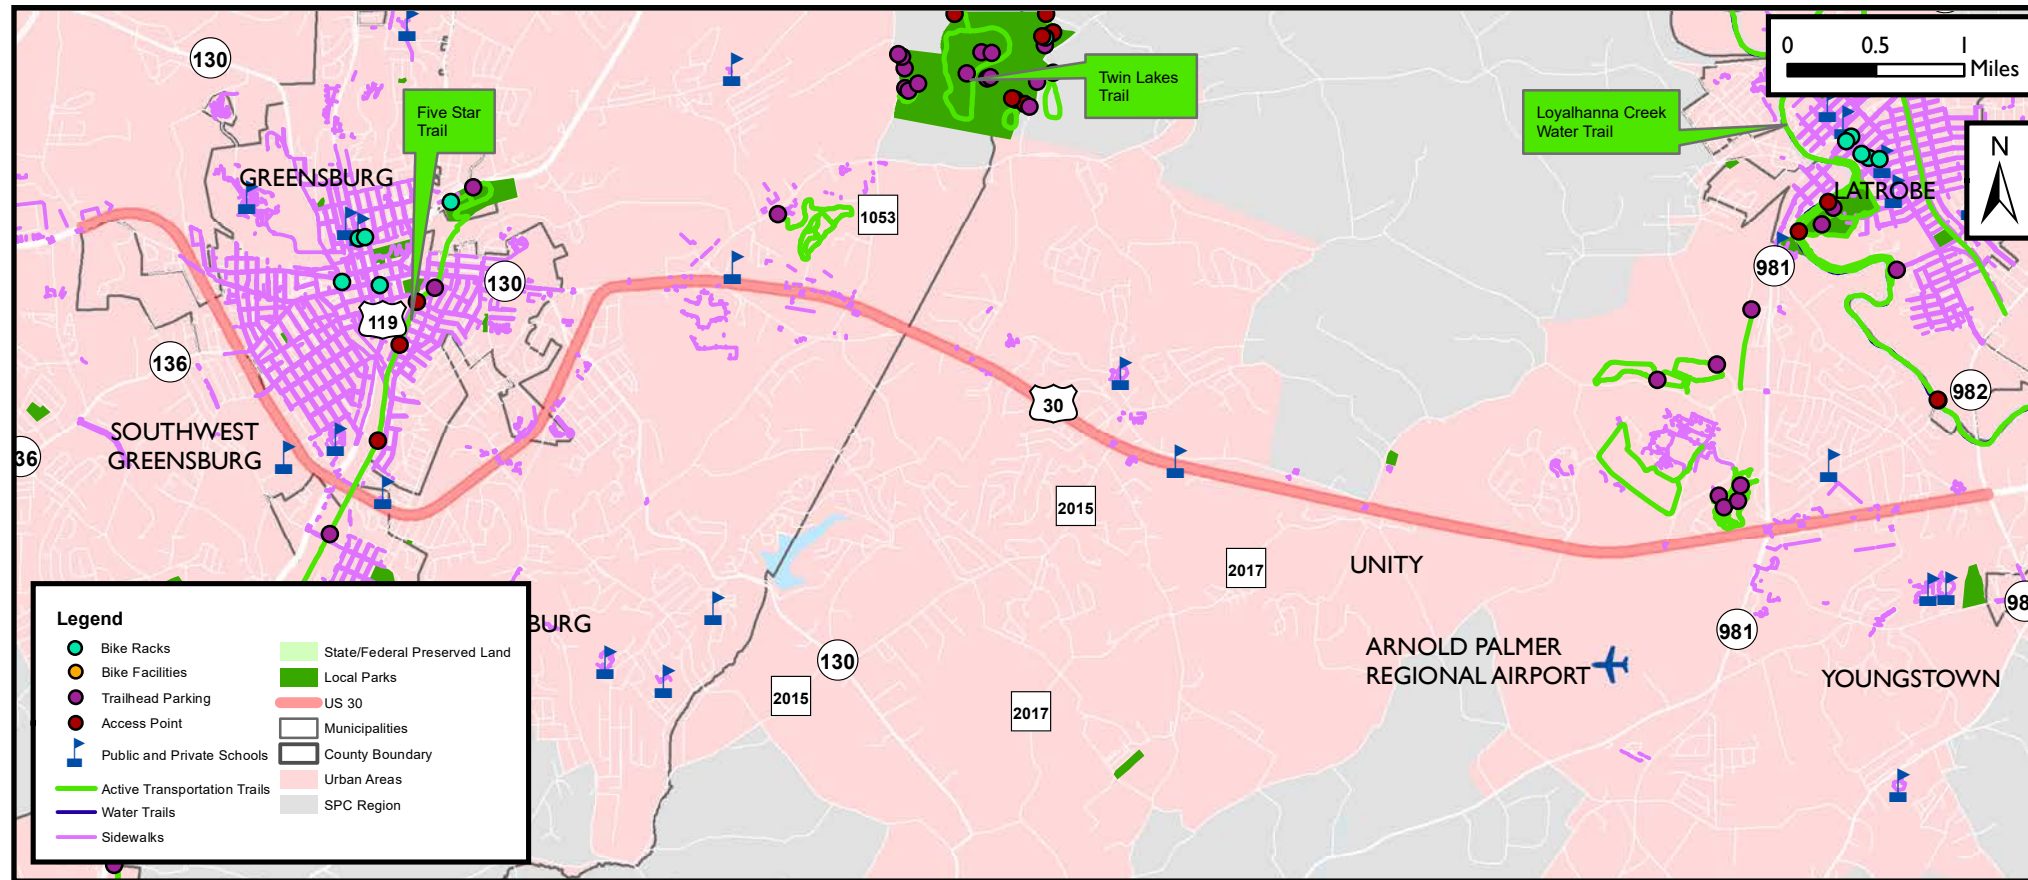 130
Five Star
Trail
Twin Lakes
Trail
Loyalhanna Creek
Water Trail
0 0.5 1
Miles
N
GREENSBURG
LATROBE
1053
130
119
981
136
30
982
SOUTHWEST
GREENSBURG
36
2015
2017
UNITY
98
BURG
981
130
ARNOLD PALMER
REGIONAL AIRPORT
YOUNGSTOWN
2015
2017
Legend
Bike Racks
Bike Facilities
Trailhead Parking
Access Point
Public and Private Schools
Active Transportation Trails
Water Trails
Sidewalks
State/Federal Preserved Land
Local Parks
US 30
Municipalities
County Boundary
Urban Areas
SPC Region